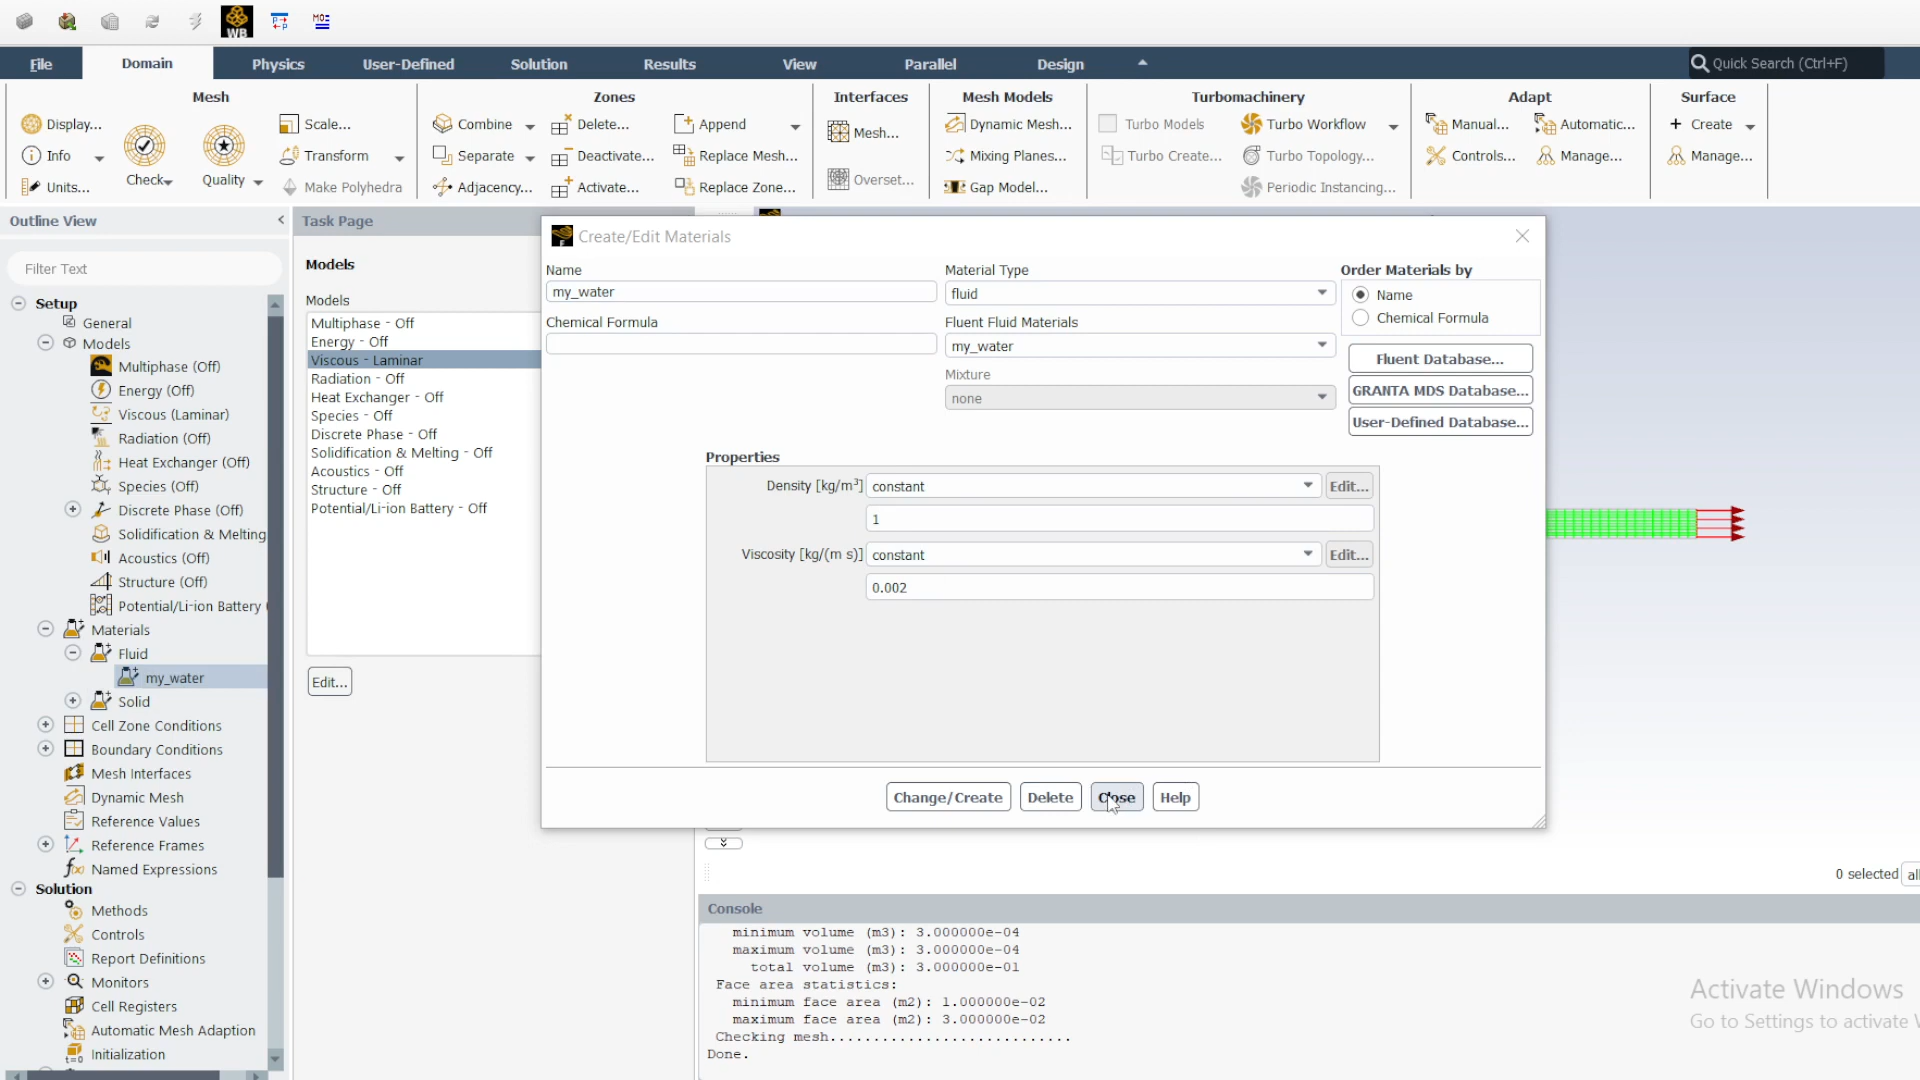 WB
File
Domain
Physics
User-Defined
Solution
Results
View
Parallel
Design
Quick Search (Ctrl+F)
Mesh
Zones
Interfaces
Mesh Models
Turbomachinery
Adapt
Surface
Display...
Info
Units...
Check
Quality
Scale...
Transform
Make Polyhedra
Combine
Separate
Adjacency...
Delete...
Deactivate...
Activate...
Append
Replace Mesh...
Replace Zone...
Mesh...
Overset...
Dynamic Mesh...
Mixing Planes...
Gap Model...
Turbo Models
Turbo Create...
Turbo Workflow
Turbo Topology...
Periodic Instancing...
Manual...
Controls...
Automatic...
Manage...
+ Create
Manage...
Outline View
Filter Text
Setup
General
Models
Multiphase (Off)
Energy (Off)
Viscous (Laminar)
Radiation (Off)
Heat Exchanger (Off)
Species (Off)
Discrete Phase (Off)
Solidification & Melting
Acoustics (Off)
Structure (Off)
Potential/Li-ion Battery (
Materials
Fluid
my_water
Solid
Cell Zone Conditions
Boundary Conditions
Mesh Interfaces
Dynamic Mesh
Reference Values
Reference Frames
Named Expressions
Solution
Methods
Controls
Report Definitions
Monitors
Cell Registers
Automatic Mesh Adaption
Initialization
Task Page
Models
Models
Multiphase - Off
Energy - Off
Viscous - Laminar
Radiation - Off
Heat Exchanger - Off
Species - Off
Discrete Phase - Off
Solidification & Melting - Off
Acoustics - Off
Structure - Off
Potential/Li-ion Battery - Off
Edit...
Create/Edit Materials
Name
my_water
Chemical Formula
Material Type
fluid
Fluent Fluid Materials
my_water
Mixture
none
Order Materials by
Name
Chemical Formula
Fluent Database...
GRANTA MDS Database...
User-Defined Database...
Properties
Density [kg/m³] constant Edit...
1
Viscosity [kg/(m s)] constant Edit...
0.002
Change/Create Delete Close Help
0 selected all
Console
minimum volume (m3): 3.000000e-04
maximum volume (m3): 3.000000e-04
total volume (m3): 3.000000e-01
Face area statistics:
minimum face area (m2): 1.000000e-02
maximum face area (m2): 3.000000e-02
Checking mesh............................
Done.
Activate Windows
Go to Settings to activate W